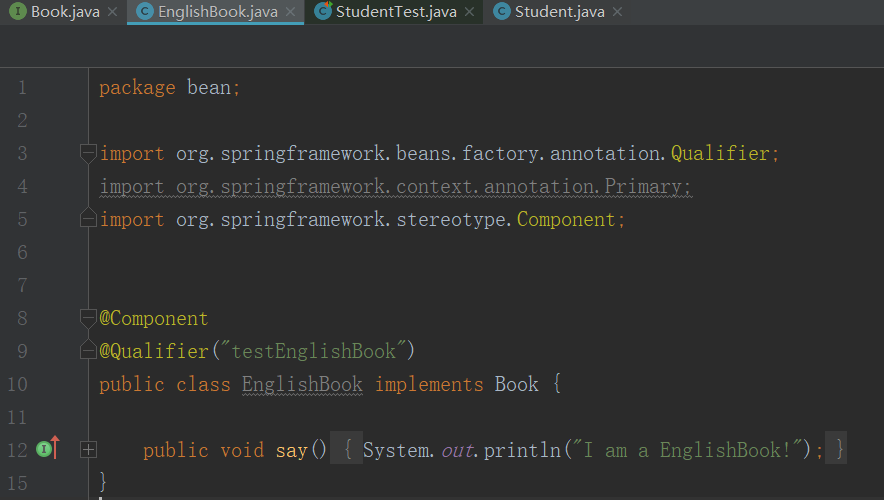 Book.java EnglishBook.java StudentTest.java Student.java
1 package bean;
2
3 import org.springframework.beans.factory.annotation.Qualifier;
4 import org.springframework.context.annotation.Primary;
5 import org.springframework.stereotype.Component;
6
7
8 @Component
9 @Qualifier("testEnglishBook")
10 public class EnglishBook implements Book {
11
12 public void say() { System.out.println("I am a EnglishBook!"); }
15 }